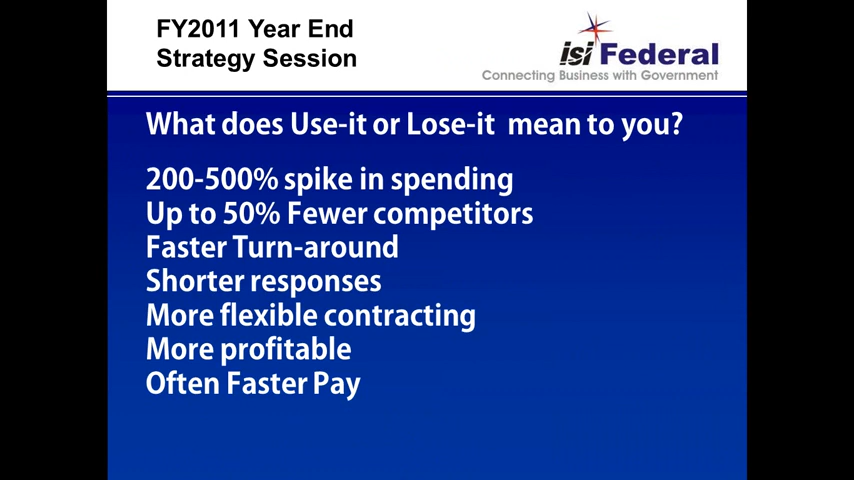 FY2011 Year End
Strategy Session
isi Federal
Connecting Business with Government
What does Use-it or Lose-it mean to you?
200-500% spike in spending
Up to 50% Fewer competitors
Faster Turn-around
Shorter responses
More flexible contracting
More profitable
Often Faster Pay